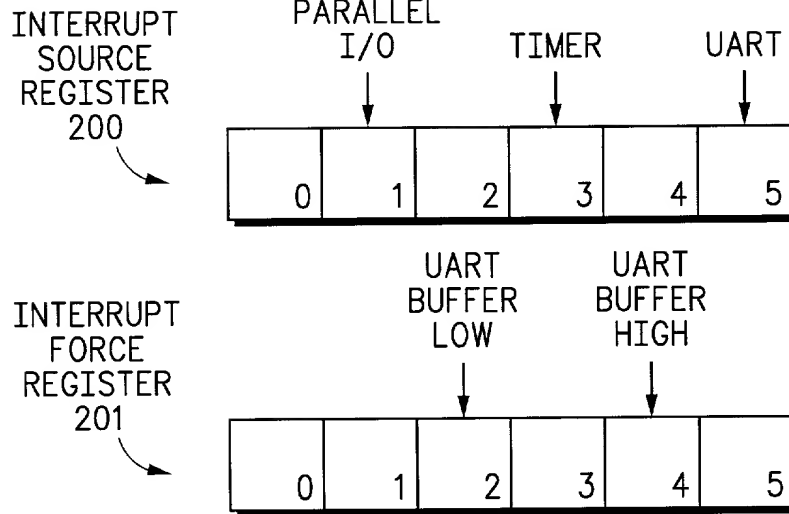 INTERRUPT
SOURCE
REGISTER
200
PARALLEL
I/O
TIMER
UART
0 1 2 3 4 5
INTERRUPT
FORCE
REGISTER
201
UART
BUFFER
LOW
UART
BUFFER
HIGH
0 1 2 3 4 5